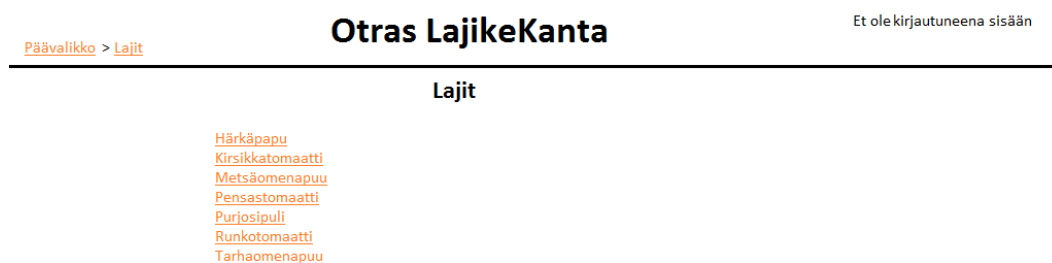 Otras LajikeKanta
Et ole kirjautuneena sisään
Päävalikko > Lajit
Lajit
Härkäpapu
Kirsikkatomaatti
Metsäomenapuu
Pensastomaatti
Purjosipuli
Runkotomaatti
Tarhaomenapuu